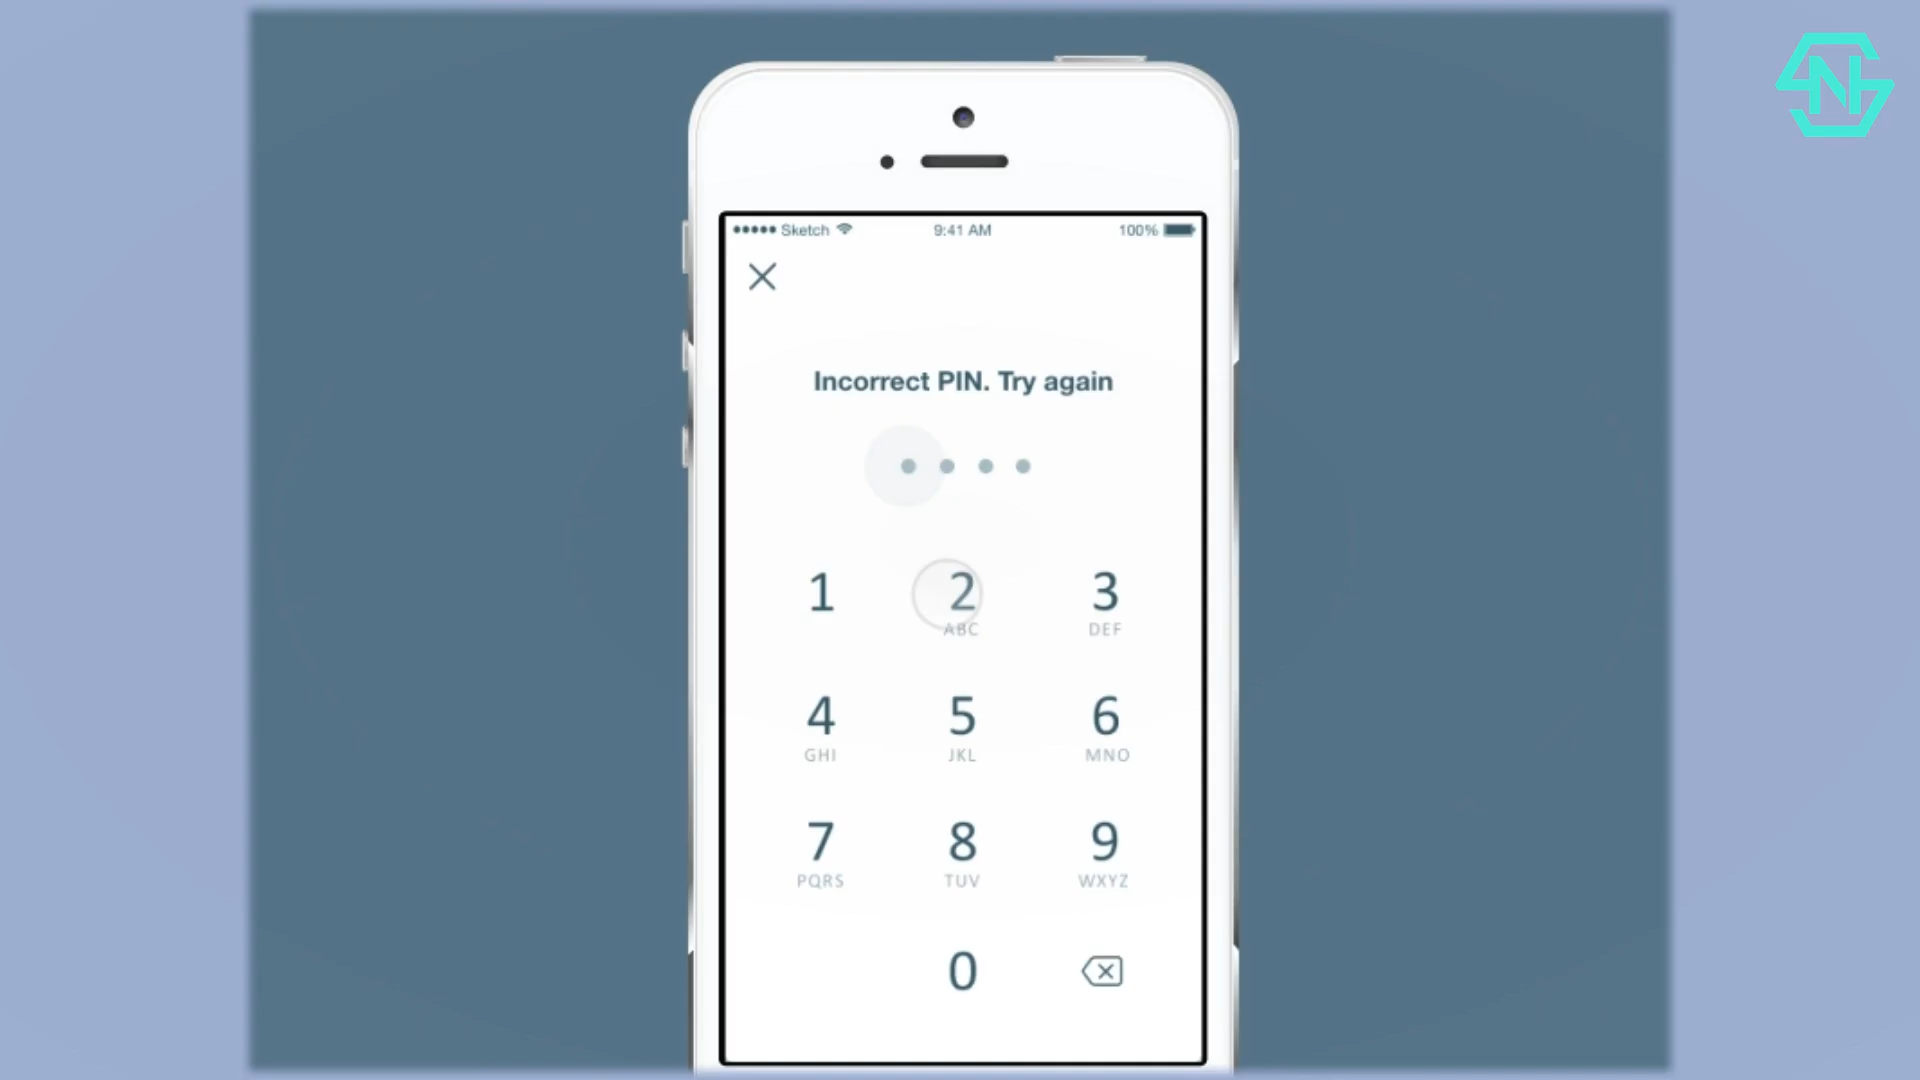 Sketch 9:41 AM 100%
Incorrect PIN. Try again
1 2 3
ABC DEF
4 5 6
GHI JKL MNO
7 8 9
PQRS TUV WXYZ
0
N